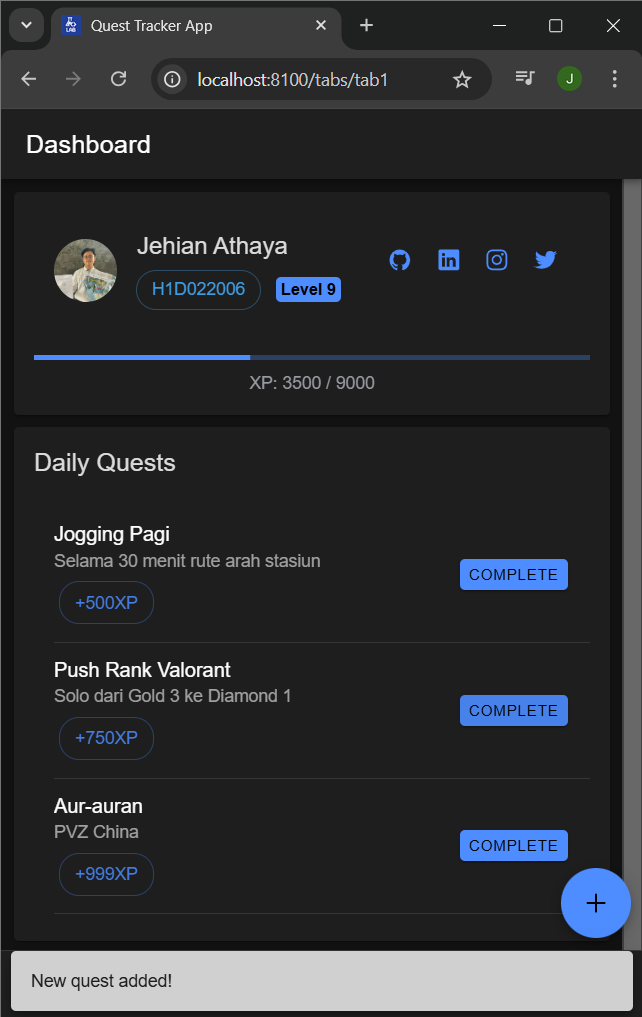 Quest Tracker App
localhost:8100/tabs/tab1
J
Dashboard
Jehian Athaya
H1D022006
Level 9
XP: 3500 / 9000
Daily Quests
Jogging Pagi
Selama 30 menit rute arah stasiun
COMPLETE
+500XP
Push Rank Valorant
Solo dari Gold 3 ke Diamond 1
COMPLETE
+750XP
Aur-auran
PVZ China
COMPLETE
+999XP
New quest added!